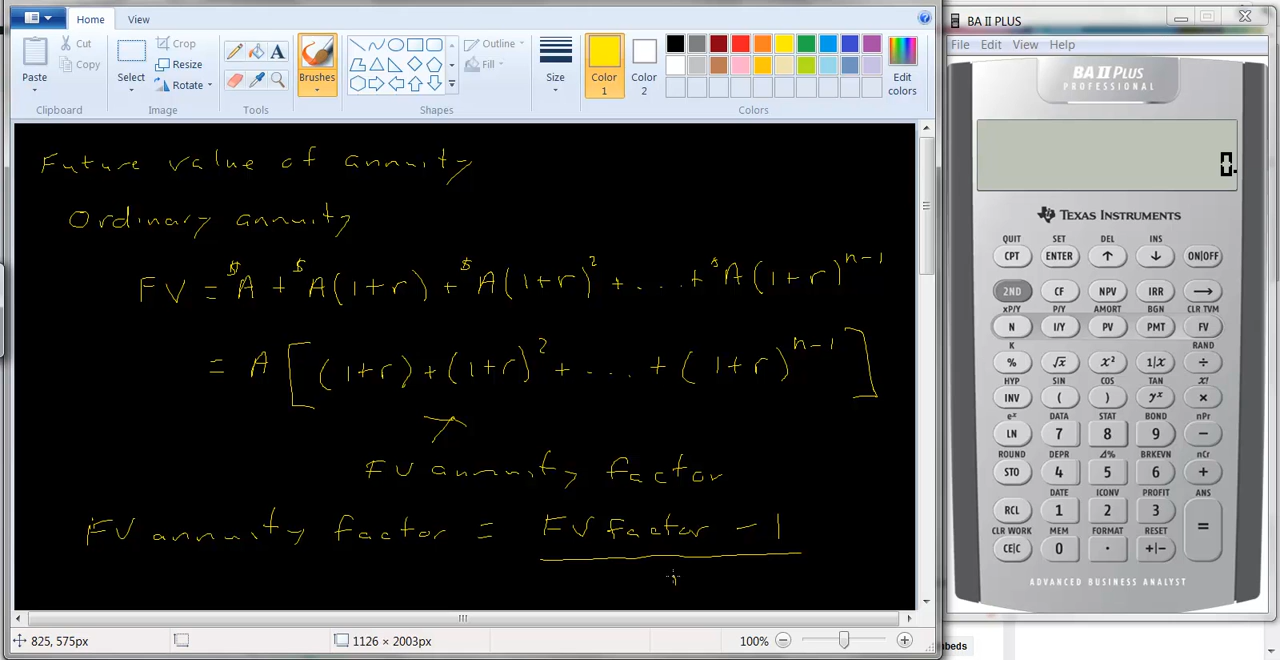 BA II PLUS
Home View
File Edit View Help
Cut
Copy
Paste
Crop
Resize
Rotate
Select
Brushes
Outline
Fill
Size
Color 1
Color 2
Edit colors
Clipboard Image Tools Shapes Colors
Future value of annuity
Ordinary annuity
FV = $A + $A(1+r) + $A(1+r)^2 + .... + $A(1+r)^n-1
= A [ (1+r) + (1+r)^2 + ... + (1+r)^n-1 ]
FV annuity factor
FV annuity factor = FV factor - 1
825, 575px
1126 × 2003px
100%
BA II PLUS
PROFESSIONAL
0.
TEXAS INSTRUMENTS
QUIT SET DEL INS
CPT ENTER ↑ ↓ ON|OFF
2ND CF NPV IRR →
xP/Y P/Y AMORT BGN CLR TVM
N I/Y PV PMT FV
K RAND
% √x x² 1|x ÷
HYP SIN COS TAN x!
INV ( ) yˣ ×
eˣ DATA STAT BOND nPr
LN 7 8 9 −
ROUND DEPR Δ% BRKEVN nCr
STO 4 5 6 +
DATE ICONV PROFIT ANS
RCL 1 2 3 =
CLR WORK MEM FORMAT RESET
CE|C 0 . +|−
ADVANCED BUSINESS ANALYST
beds